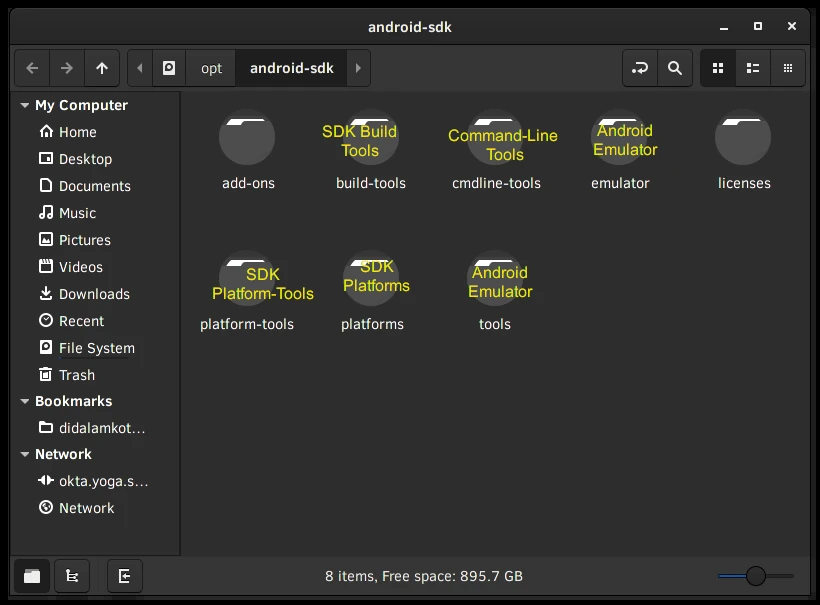 android-sdk
opt
android-sdk
My Computer
Home
Desktop
Documents
Music
Pictures
Videos
Downloads
Recent
File System
Trash
Bookmarks
didalamkot...
Network
okta.yoga.s...
Network
add-ons
SDK Build
Tools
build-tools
Command-Line
Tools
cmdline-tools
Android
Emulator
emulator
licenses
SDK
Platform-Tools
platform-tools
SDK
Platforms
platforms
Android
Emulator
tools
8 items, Free space: 895.7 GB